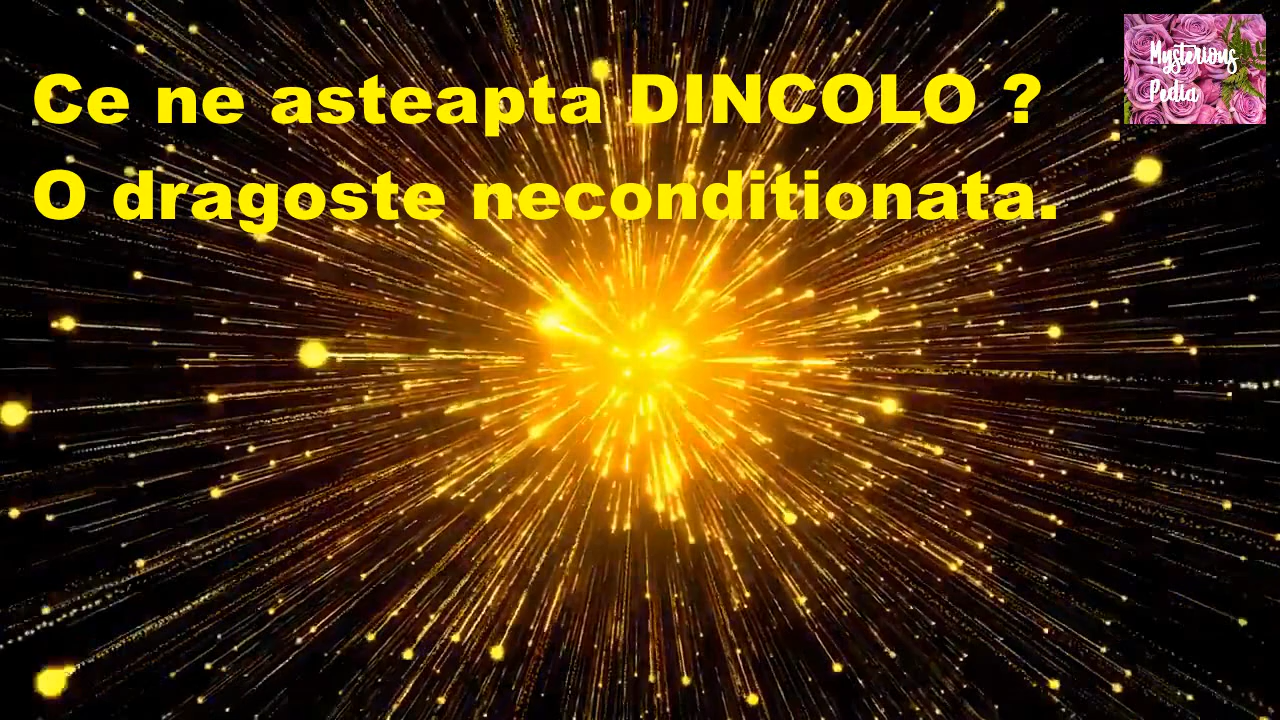 Ce ne asteapta DINCOLO ?
O dragoste neconditionata.
Mysterious
Pedia